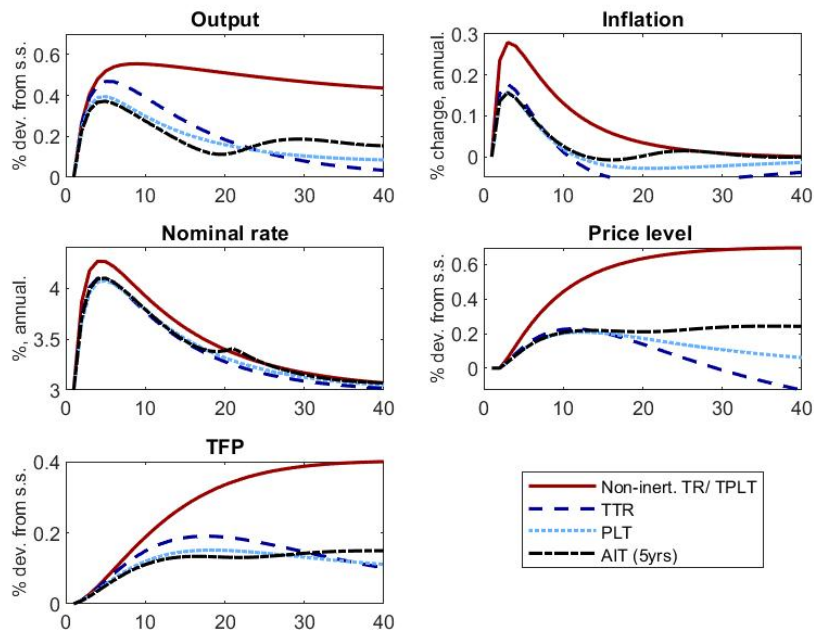 Output
% dev. from s.s.
0.6
0.4
0.2
0
0 10 20 30 40
Inflation
% change, annual.
0.3
0.2
0.1
0
0 10 20 30 40
Nominal rate
%, annual.
4
3.5
3
0 10 20 30 40
Price level
% dev. from s.s.
0.6
0.4
0.2
0
0 10 20 30 40
TFP
% dev. from s.s.
0.4
0.2
0
0 10 20 30 40
Non-inert. TR/ TPLT
TTR
PLT
AIT (5yrs)